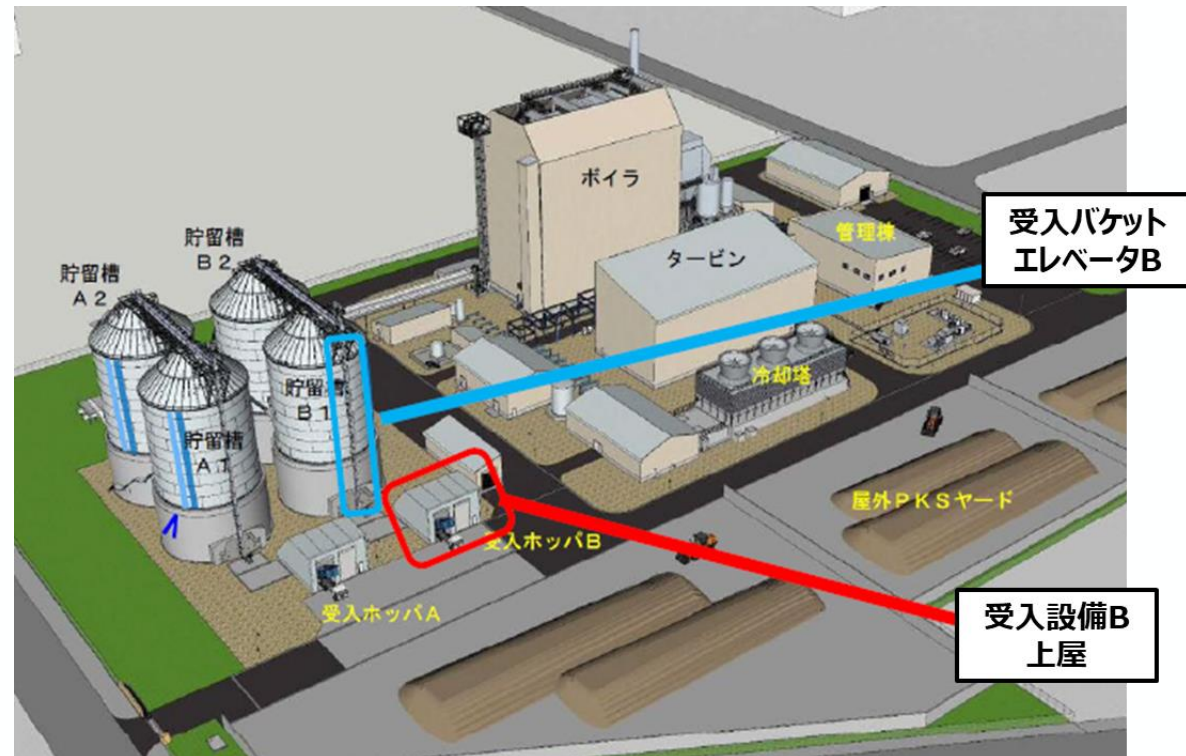 ボイラ
受入バケット
エレベータB
管理棟
タービン
貯留槽
B2
貯留槽
A2
冷却塔
貯留槽
B1
貯留槽
A1
屋外PKSヤード
受入ホッパB
受入ホッパA
受入設備B
上屋